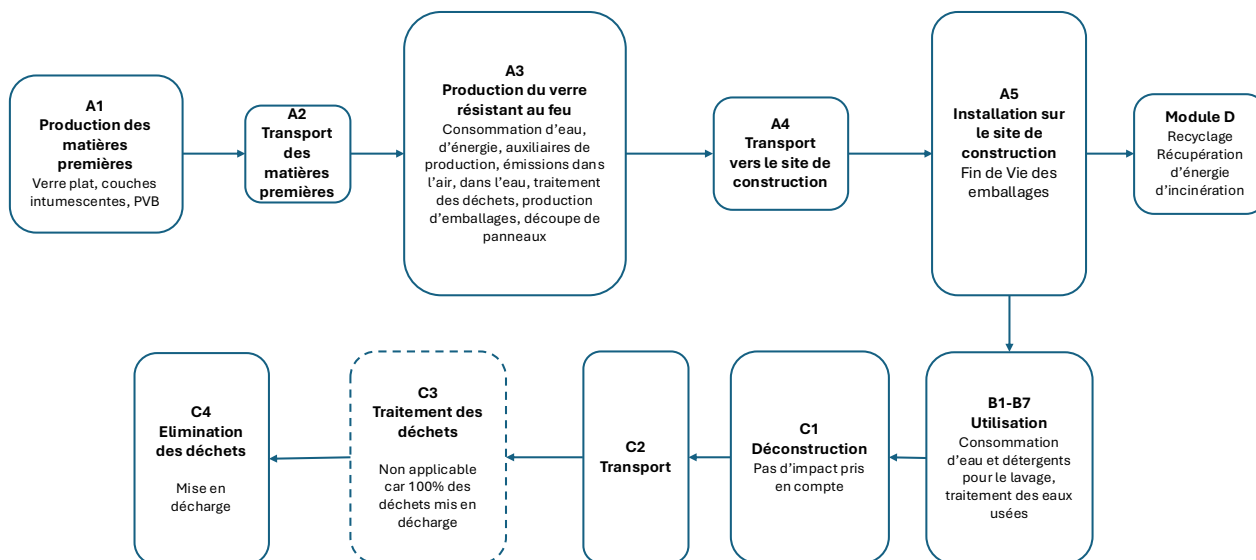 A1
Production des
matières
premières
Verre plat, couches
intumescentes, PVB
A2
Transport
des
matières
premières
A3
Production du verre
résistant au feu
Consommation d'eau,
d'énergie, auxiliaires de
production, émissions dans
l'air, dans l'eau, traitement
des déchets, production
d'emballages, découpe de
panneaux
A4
Transport
vers le site de
construction
A5
Installation sur
le site de
construction
Fin de Vie des
emballages
Module D
Recyclage
Récupération
d'énergie
d'incinération
C4
Elimination
des déchets
Mise en
décharge
C3
Traitement des
déchets
Non applicable
car 100% des
déchets mis en
décharge
C2
Transport
C1
Déconstruction
Pas d'impact pris
en compte
B1-B7
Utilisation
Consommation
d'eau et détergents
pour le lavage,
traitement des eaux
usées